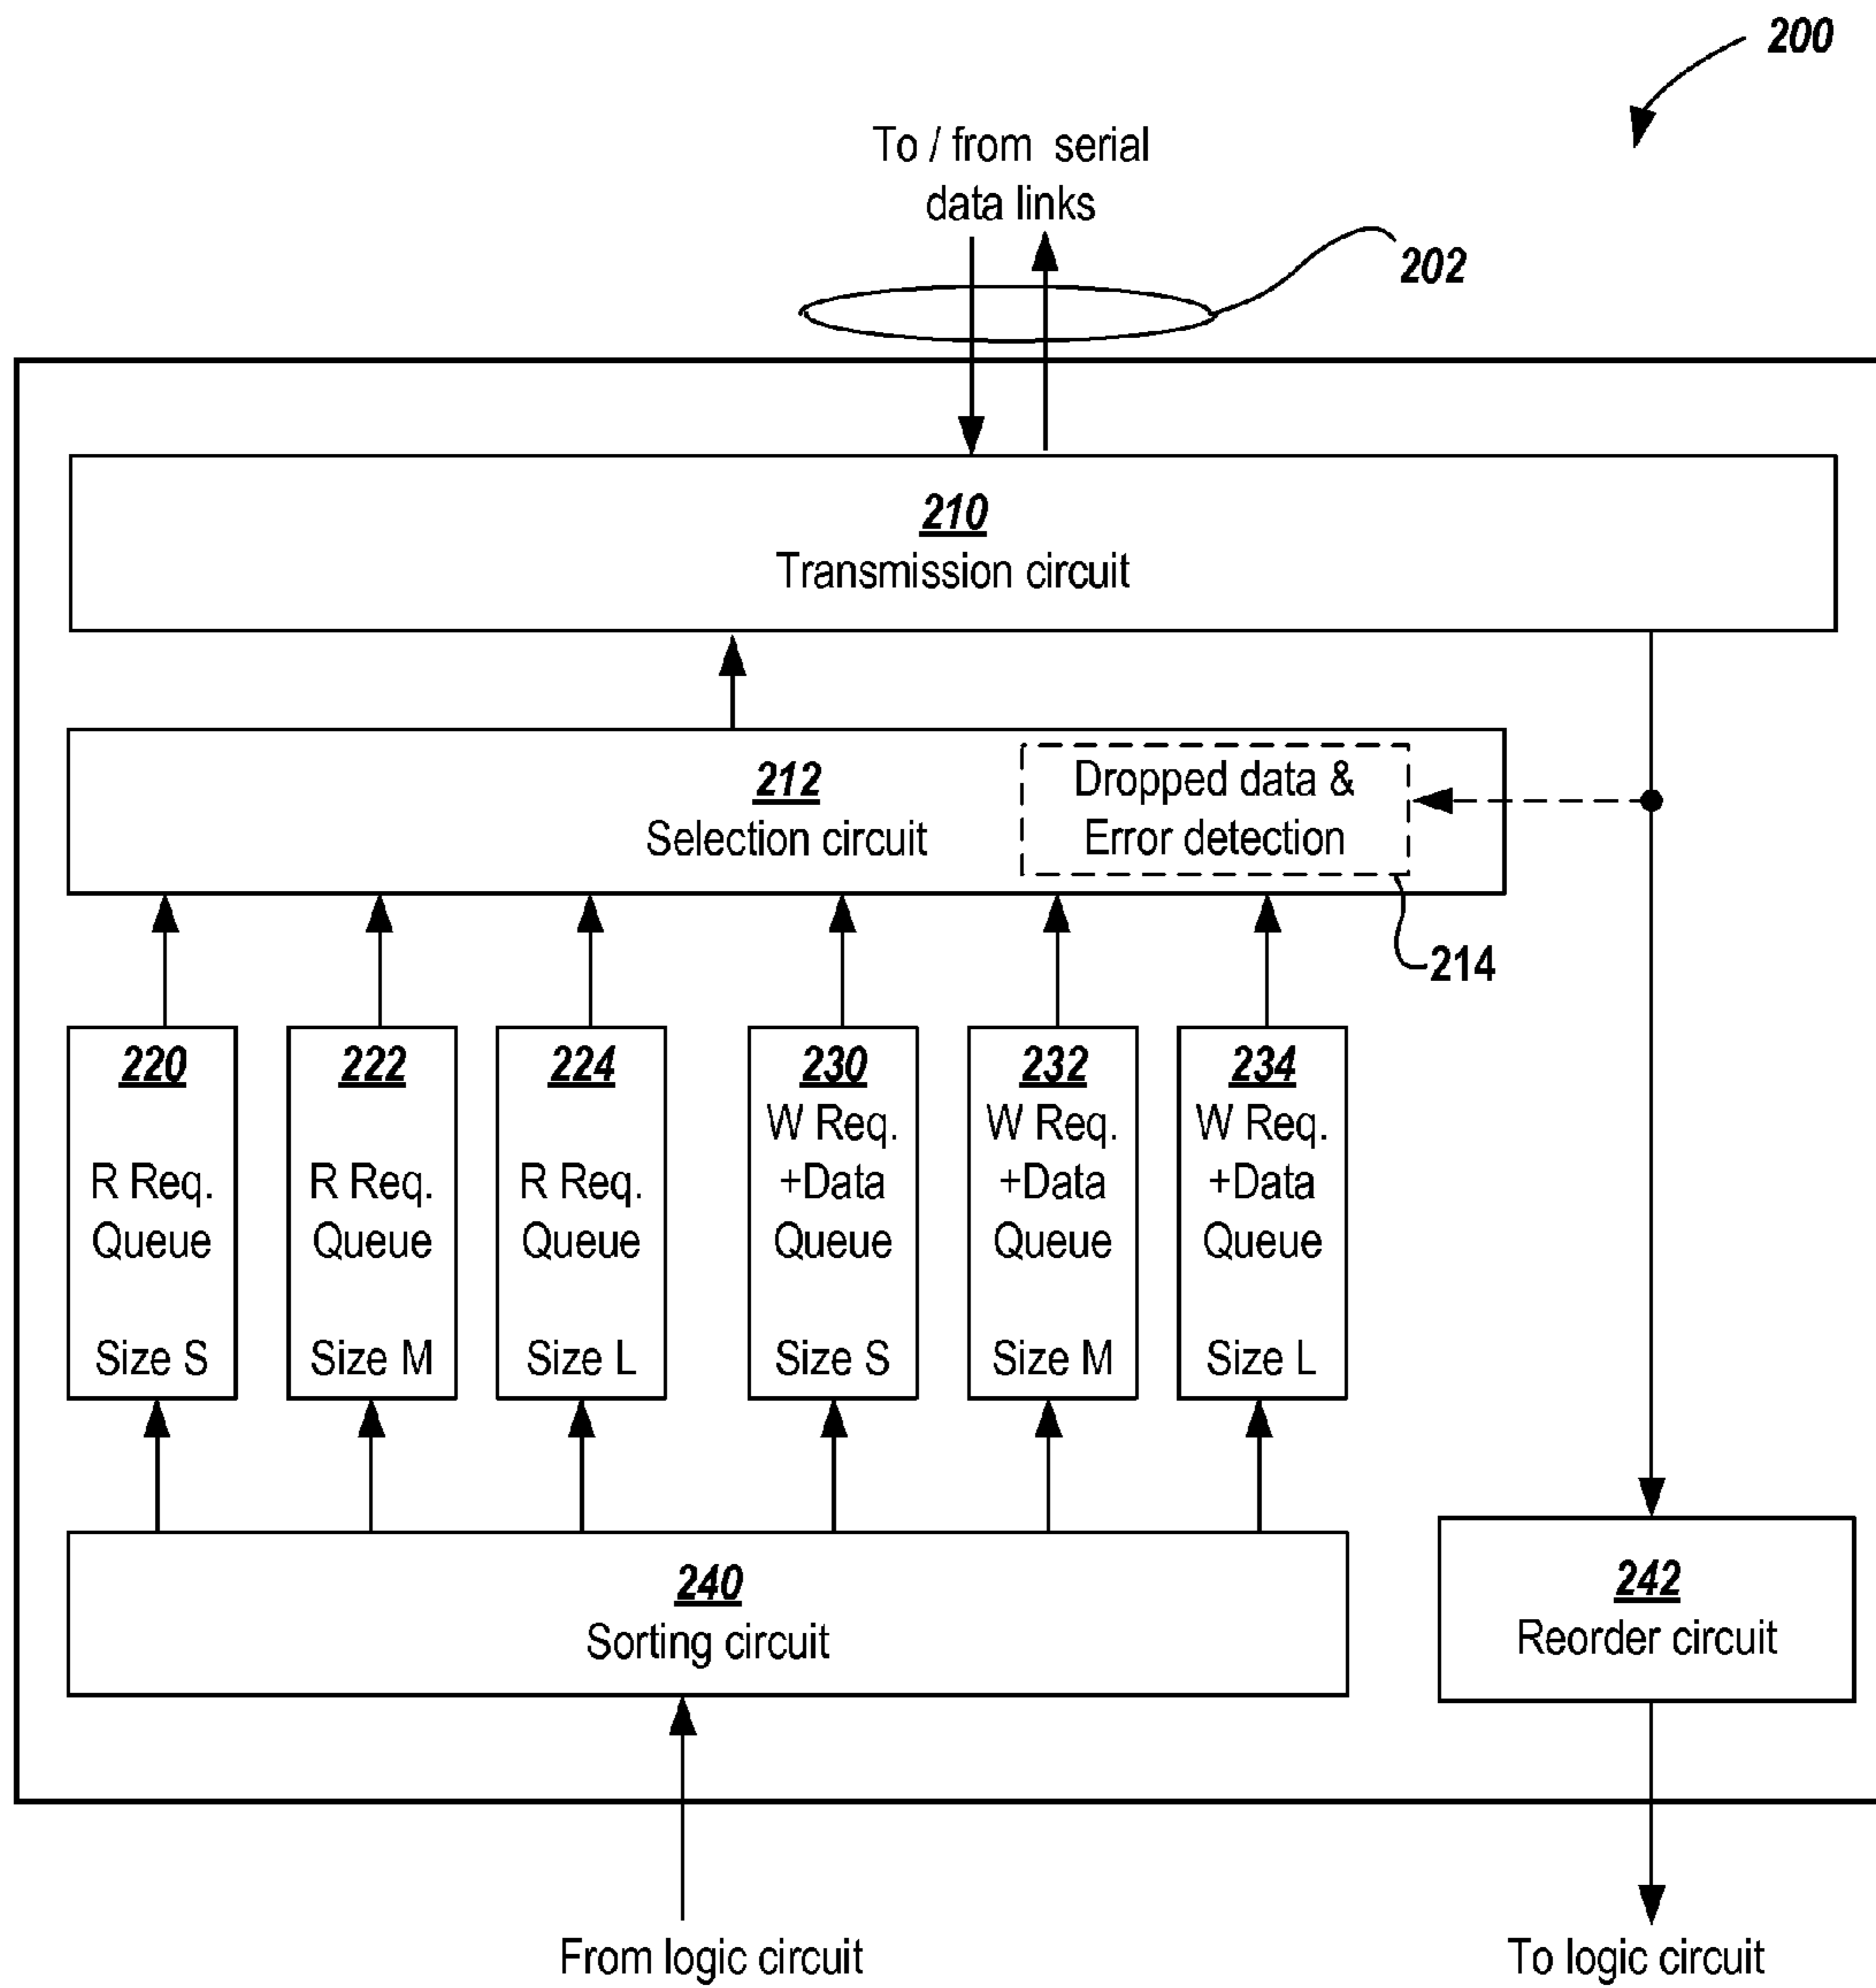 200
To / from serial
data links
202
210
Transmission circuit
212
Selection circuit
Dropped data &
Error detection
214
220
R Req.
Queue
Size S
222
R Req.
Queue
Size M
224
R Req.
Queue
Size L
230
W Req.
+Data
Queue
Size S
232
W Req.
+Data
Queue
Size M
234
W Req.
+Data
Queue
Size L
240
Sorting circuit
242
Reorder circuit
From logic circuit
To logic circuit